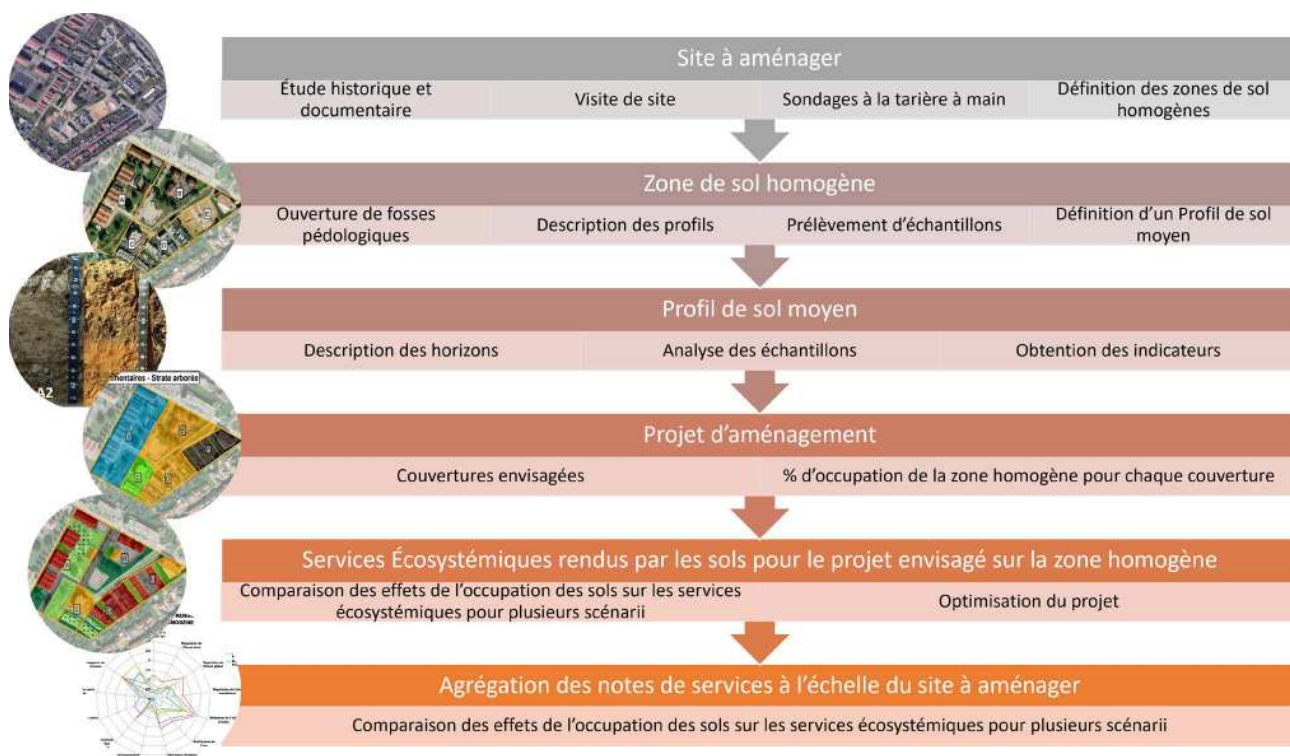 Site à aménager
Étude historique et
documentaire
Visite de site
Sondages à la tarière à main
Définition des zones de sol
homogènes
Zone de sol homogène
Ouverture de fosses
pédologiques
Description des profils
Prélèvement d'échantillons
Définition d'un Profil de sol
moyen
Profil de sol moyen
Description des horizons
Analyse des échantillons
Obtention des indicateurs
A2
mentaires - Strate arborée
Projet d'aménagement
Couvertures envisagées
% d'occupation de la zone homogène pour chaque couverture
Services Écosystémiques rendus par les sols pour le projet envisagé sur la zone homogène
Comparaison des effets de l'occupation des sols sur les services
écosystémiques pour plusieurs scénarii
Optimisation du projet
Agrégation des notes de services à l'échelle du site à aménager
Comparaison des effets de l'occupation des sols sur les services écosystémiques pour plusieurs scénarii